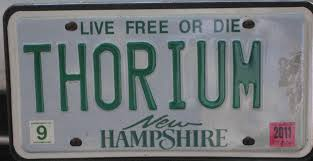 LIVE FREE OR DIE
THORIUM
9 New 2011
HAMPSHIRE